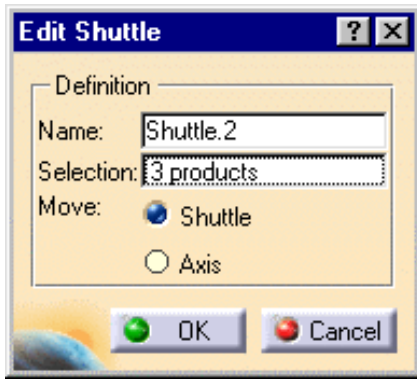 Edit Shuttle ? X
Definition
Name: Shuttle.2
Selection: 3 products
Move: Shuttle
Axis
OK Cancel